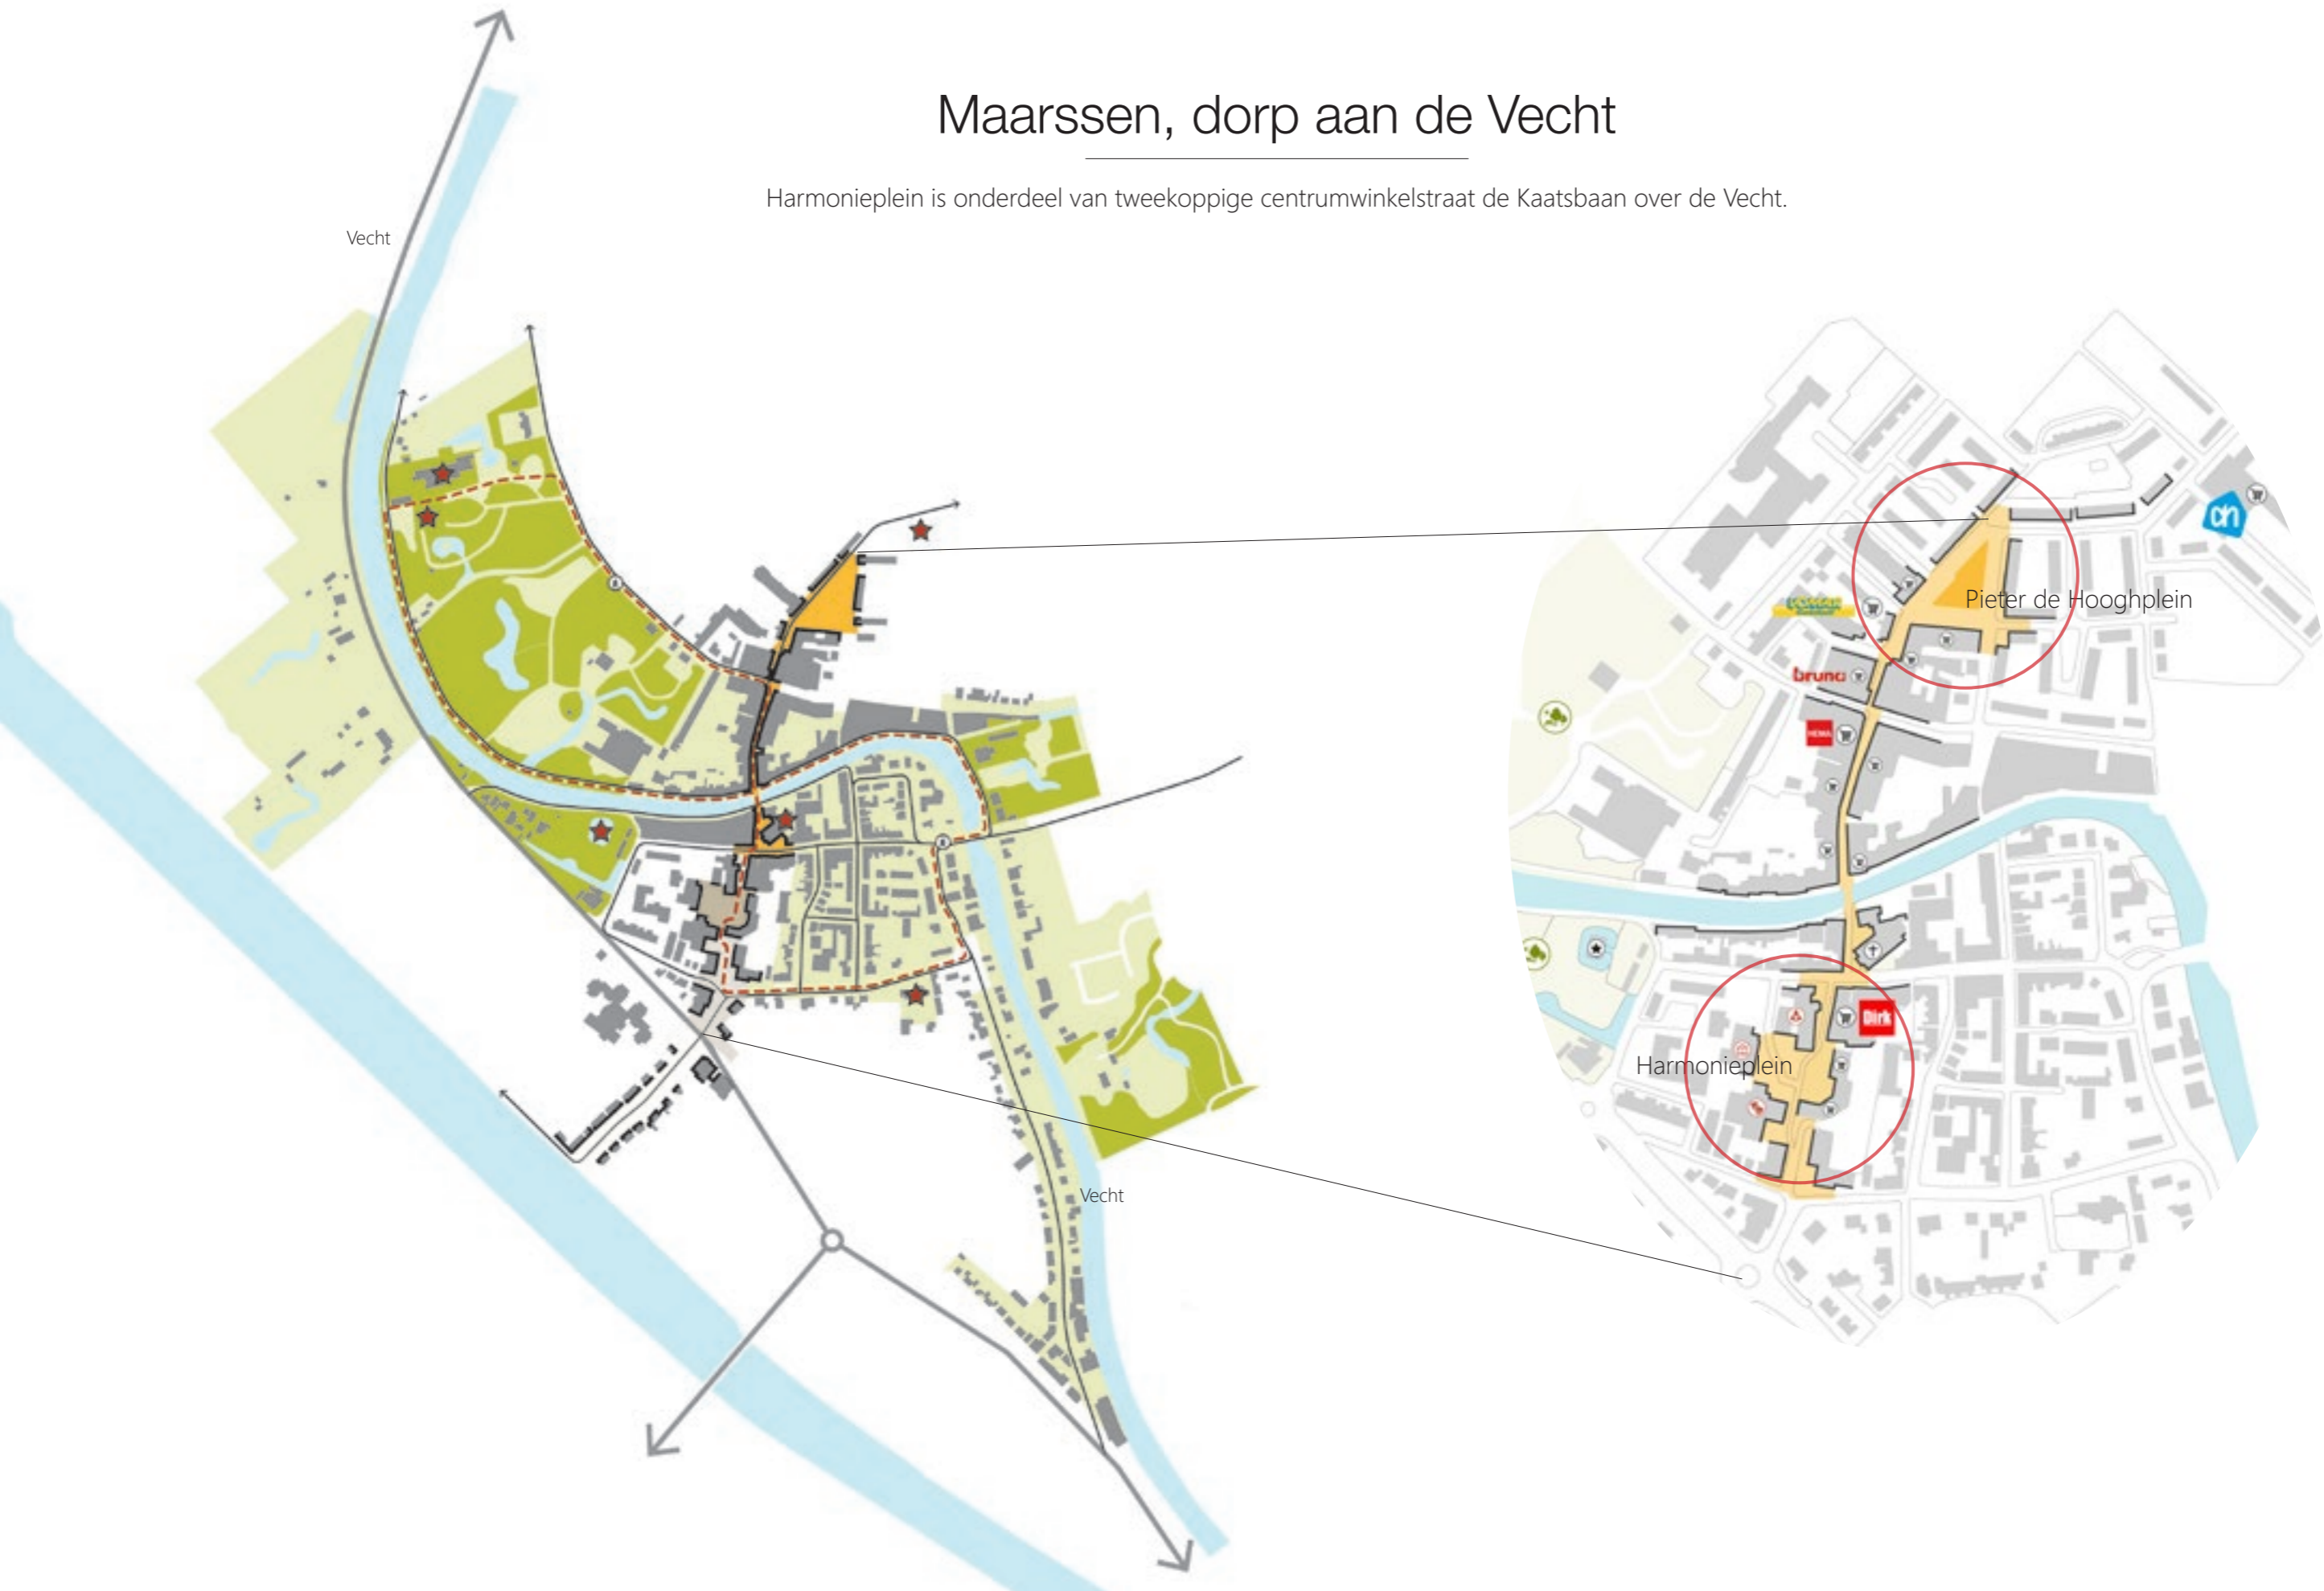 Maarssen, dorp aan de Vecht
Harmonieplein is onderdeel van tweekoppige centrumwinkelstraat de Kaatsbaan over de Vecht.
Vecht
Pieter de Hooghplein
bruna
HEMA
Dirk
Harmonieplein
Vecht